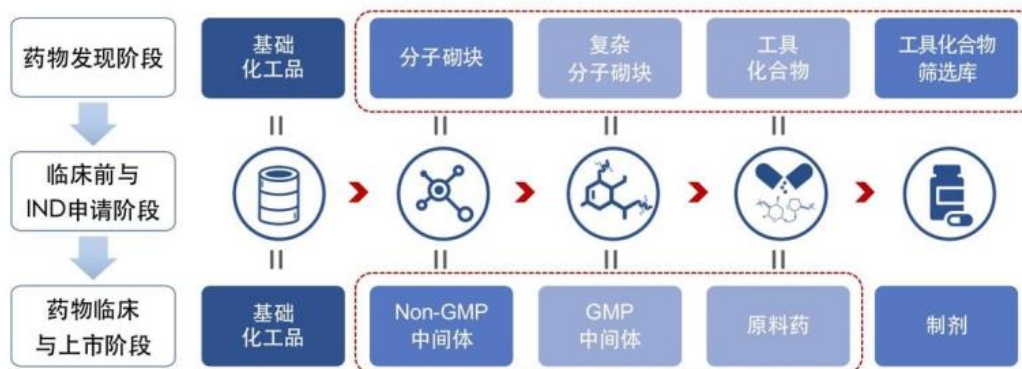 药物发现阶段
基础
化工品
分子砌块
复杂
分子砌块
工具
化合物
工具化合物
筛选库
临床前与
IND申请阶段
药物临床
与上市阶段
基础
化工品
Non-GMP
中间体
GMP
中间体
原料药
制剂